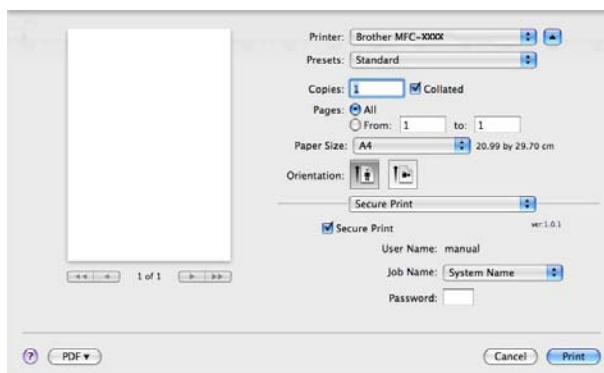 Printer: Brother MFC-XXXX
Presets: Standard
Copies: 1 Collated
Pages: All
From: 1 to: 1
Paper Size: A4 20.99 by 29.70 cm
Orientation:
Secure Print
Secure Print ver.1.0.1
User Name: manual
Job Name: System Name
Password:
1 of 1
? PDF Cancel Print